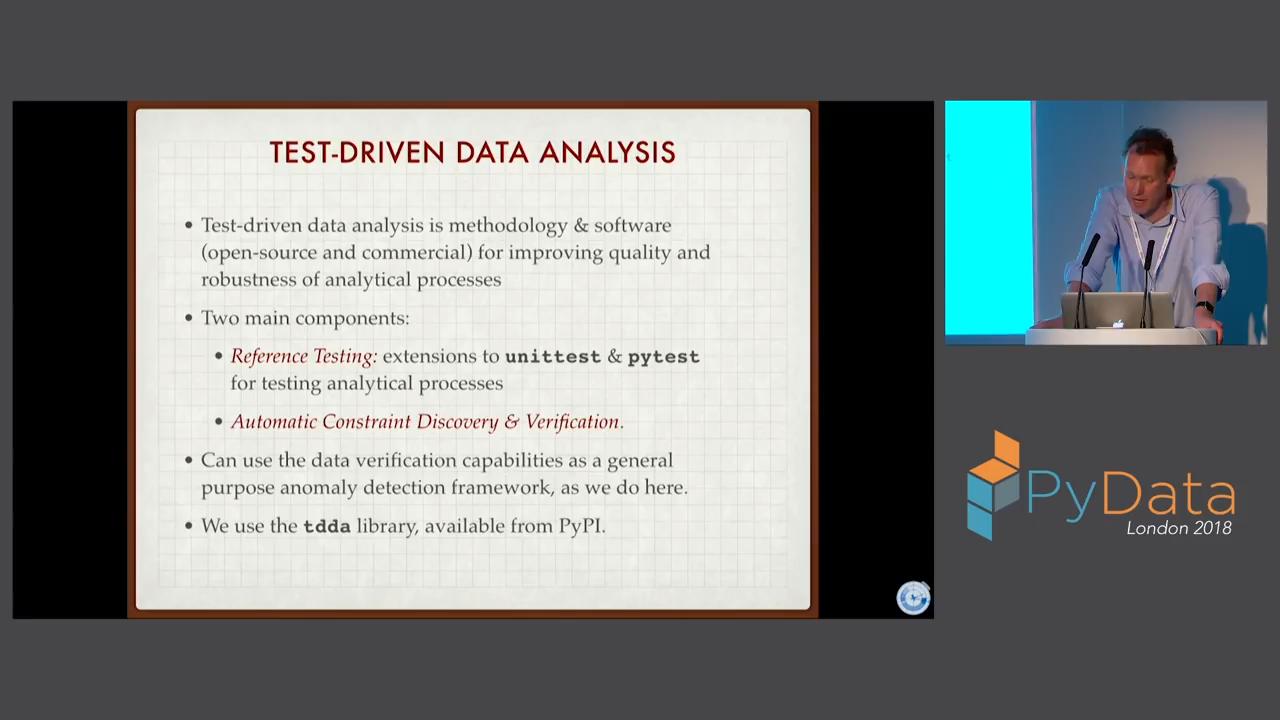 TEST-DRIVEN DATA ANALYSIS
• Test-driven data analysis is methodology & software
(open-source and commercial) for improving quality and
robustness of analytical processes
• Two main components:
• Reference Testing: extensions to unittest & pytest
for testing analytical processes
• Automatic Constraint Discovery & Verification.
• Can use the data verification capabilities as a general
purpose anomaly detection framework, as we do here.
• We use the tdda library, available from PyPI.
PyData
London 2018